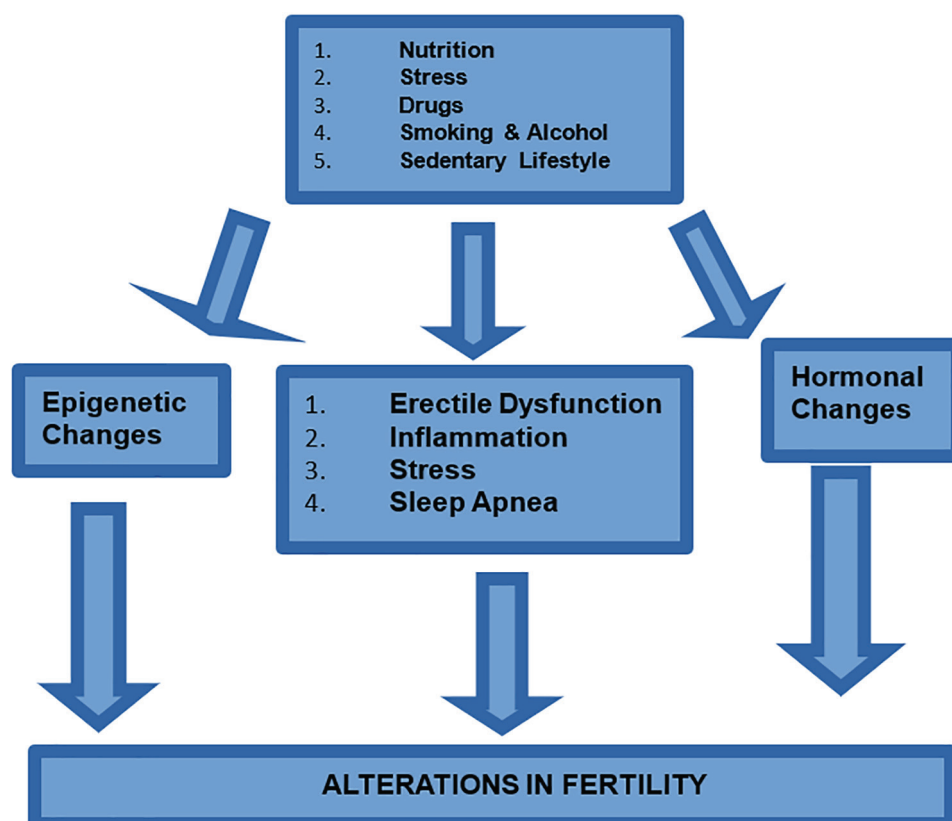 1. Nutrition
2. Stress
3. Drugs
4. Smoking & Alcohol
5. Sedentary Lifestyle
Epigenetic
Changes
1. Erectile Dysfunction
2. Inflammation
3. Stress
4. Sleep Apnea
Hormonal
Changes
ALTERATIONS IN FERTILITY